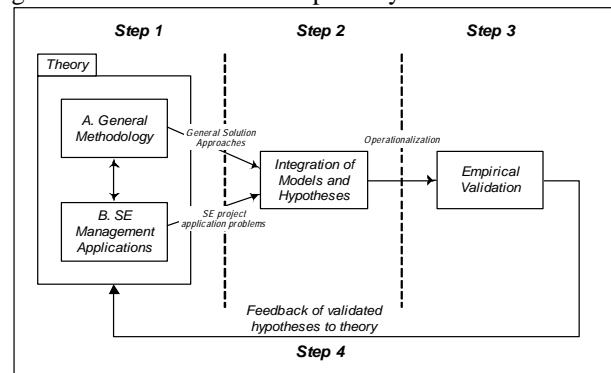 Step 1
Step 2
Step 3
Theory
A. General
Methodology
General Solution
Approaches
B. SE
Management
Applications
SE project
application problems
Integration of
Models and
Hypotheses
Operationalization
Empirical
Validation
Feedback of validated
hypotheses to theory
Step 4